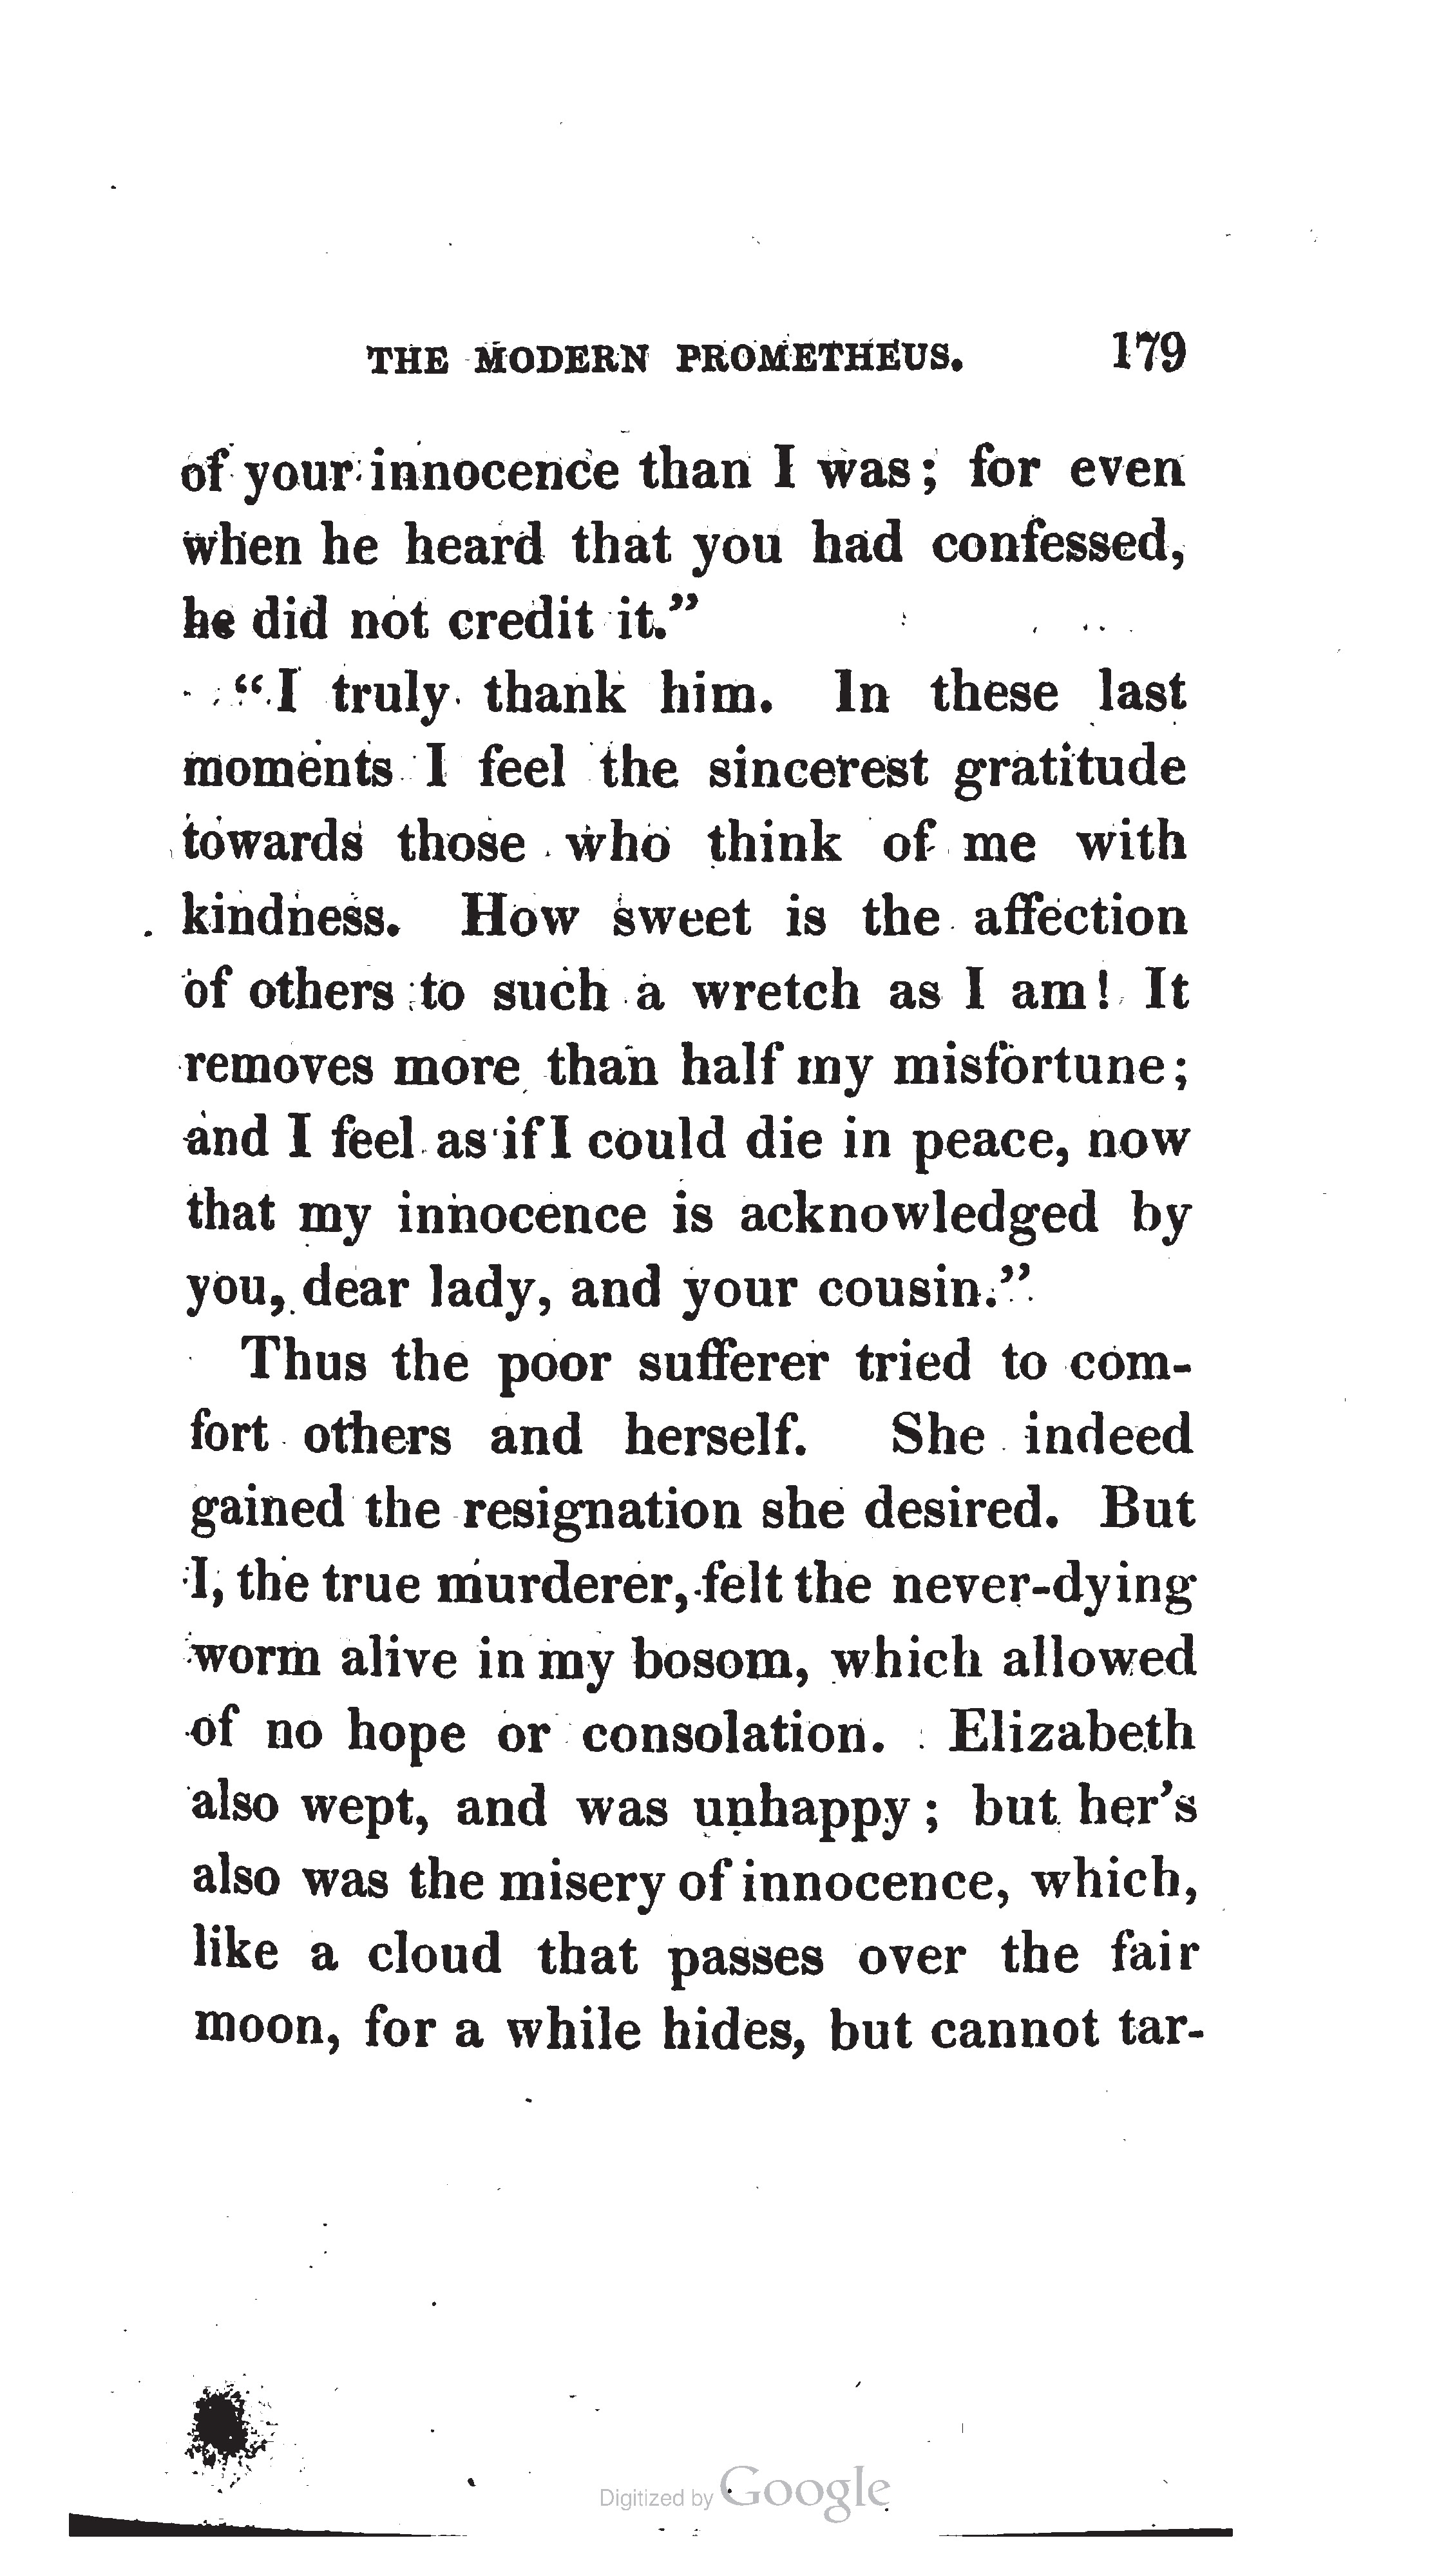 THE MODERN PROMETHEUS. 179
of your innocence than I was; for even
when he heard that you had confessed,
he did not credit it.”
“I truly thank him. In these last
moments I feel the sincerest gratitude
towards those who think of me with
kindness. How sweet is the affection
of others to such a wretch as I am! It
removes more than half my misfortune;
and I feel as if I could die in peace, now
that my innocence is acknowledged by
you, dear lady, and your cousin.”
Thus the poor sufferer tried to com-
fort others and herself. She indeed
gained the resignation she desired. But
I, the true murderer, felt the never-dying
worm alive in my bosom, which allowed
of no hope or consolation. Elizabeth
also wept, and was unhappy; but her's
also was the misery of innocence, which,
like a cloud that passes over the fair
moon, for a while hides, but cannot tar-
Digitized by Google